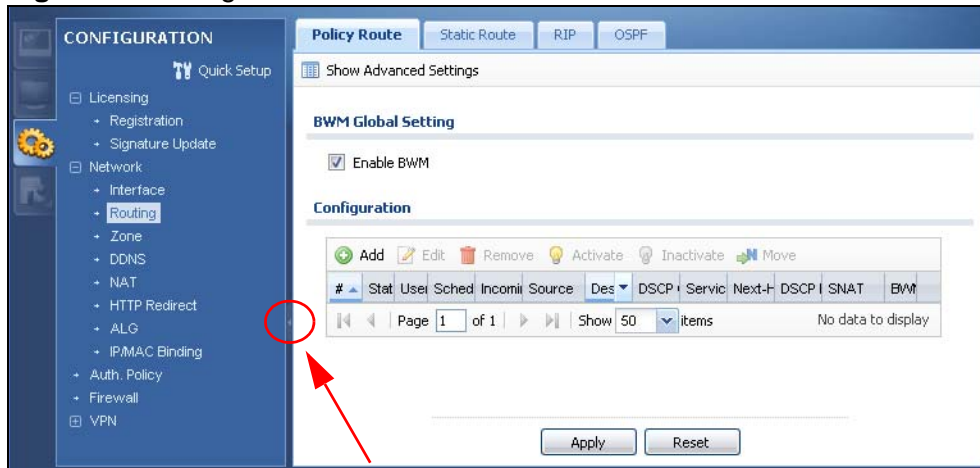 CONFIGURATION
Quick Setup
Licensing
Registration
Signature Update
Network
Interface
Routing
Zone
DDNS
NAT
HTTP Redirect
ALG
IP/MAC Binding
Auth. Policy
Firewall
VPN
Policy Route Static Route RIP OSPF
Show Advanced Settings
BWM Global Setting
Enable BWM
Configuration
Add Edit Remove Activate Inactivate Move
# Stat User Sched Incomin Source Des DSCP Servic Next-H DSCP SNAT BWM
Page 1 of 1 Show 50 items No data to display
Apply Reset